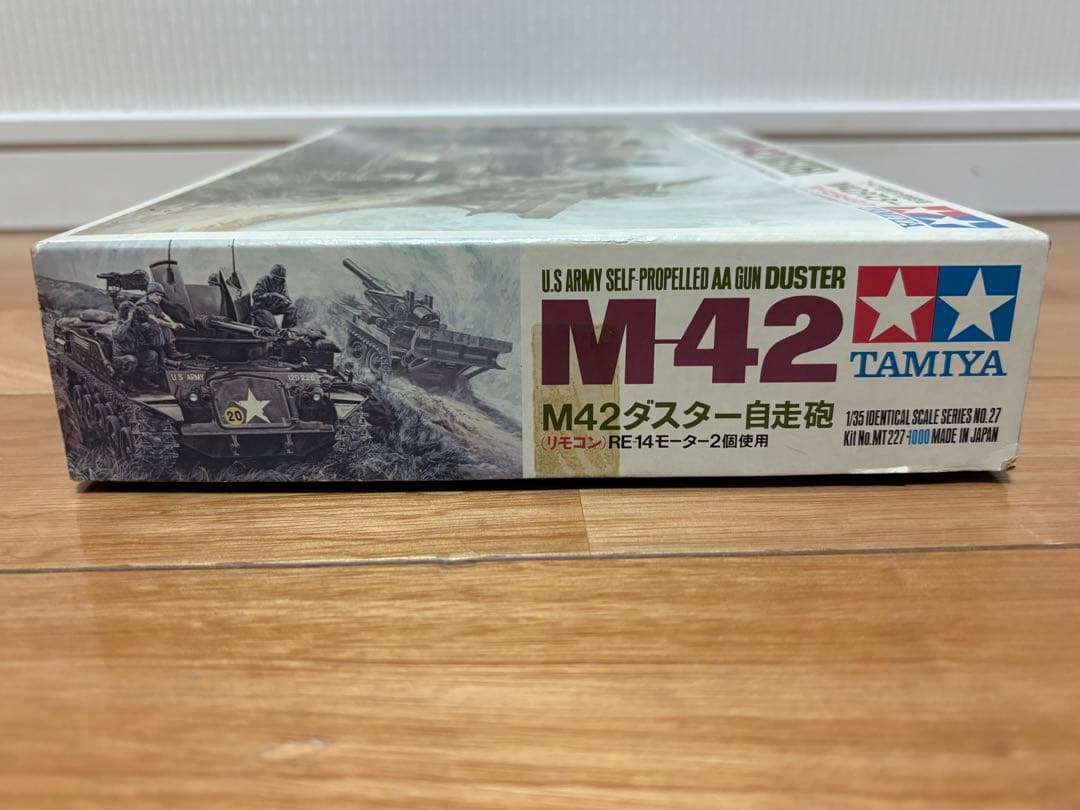 U.S ARMY SELF-PROPELLED AA GUN DUSTER
M-42
TAMIYA
M42ダスター自走砲
(リモコン) RE-14モーター2個使用
1/35 IDENTICAL SCALE SERIES NO.27
Kit No.MT227-1000 MADE IN JAPAN
U.S ARMY
20
TAMIYA